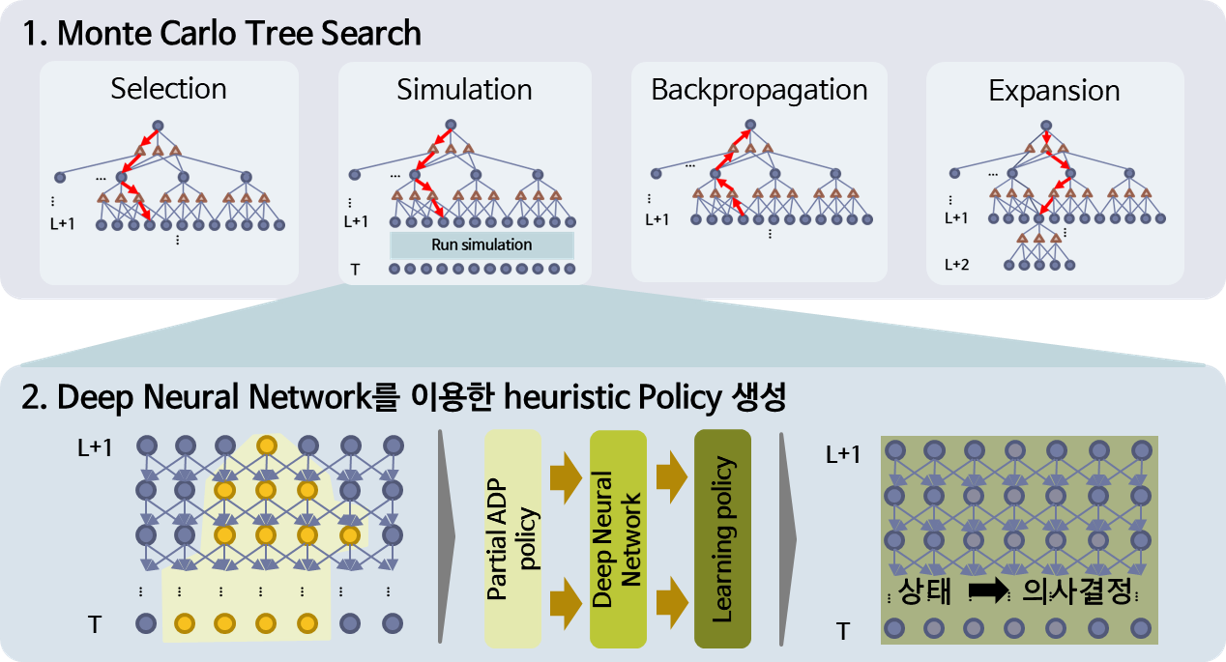 1. Monte Carlo Tree Search
Selection
...
⋮
L+1
⋮
Simulation
...
⋮
L+1
Run simulation
T
Backpropagation
...
⋮
L+1
⋮
Expansion
...
⋮
L+1
⋮
L+2
2. Deep Neural Network를 이용한 heuristic Policy 생성
L+1
⋮ ⋮ ⋮ ⋮ ⋮ ⋮ ⋮
T
Partial ADP
policy
Deep Neural
Network
Learning policy
L+1
상태 의사결정
T